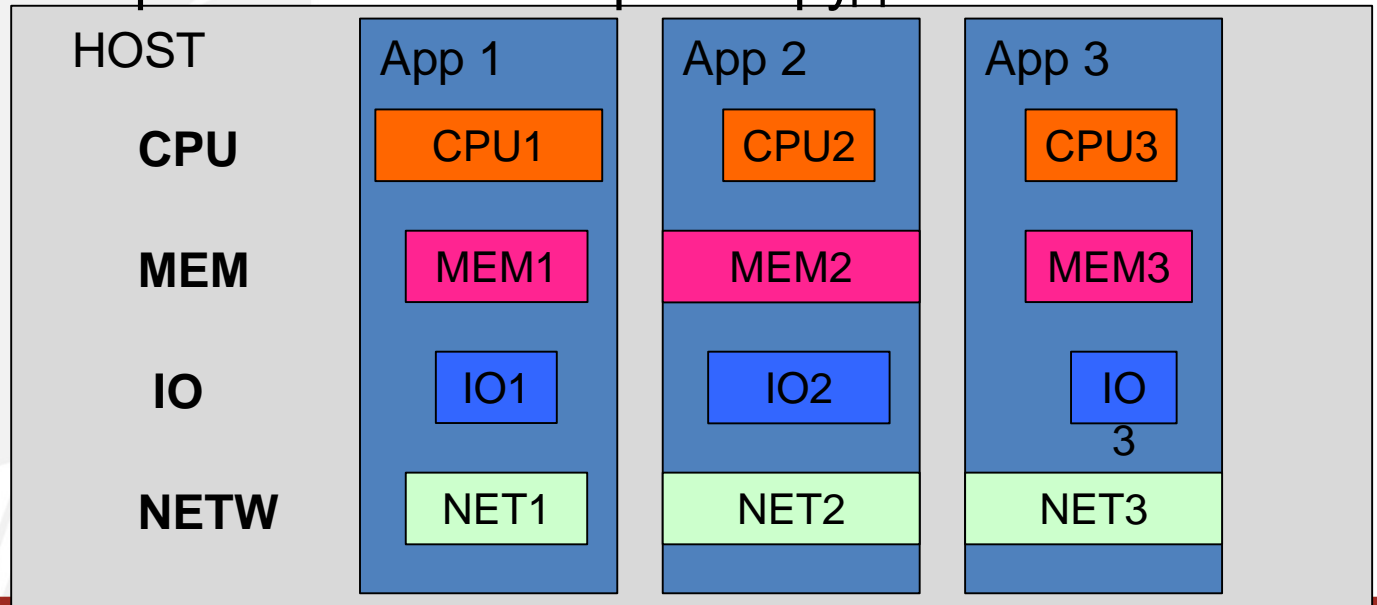 HOST
App 1
App 2
App 3
CPU
CPU1
CPU2
CPU3
MEM
MEM1
MEM2
MEM3
IO
IO1
IO2
IO
3
NETW
NET1
NET2
NET3